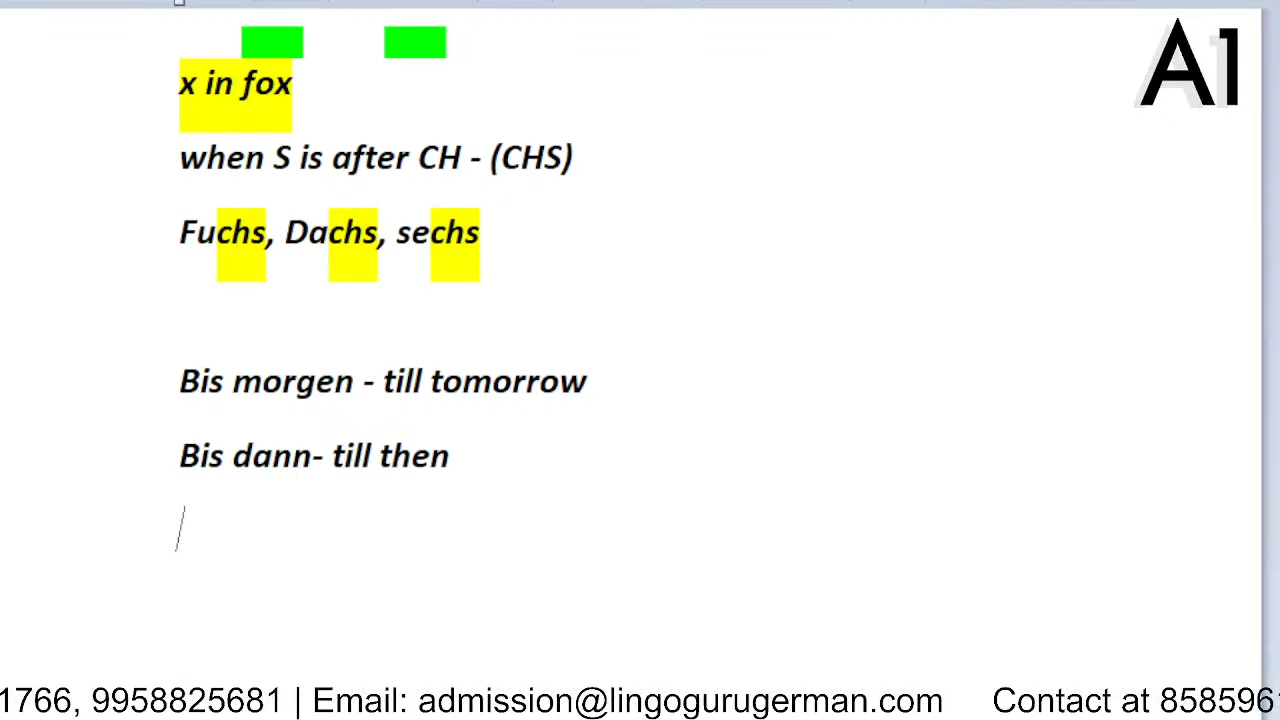 A1
x in fox
when S is after CH - (CHS)
Fuchs, Dachs, sechs
Bis morgen - till tomorrow
Bis dann- till then
1766, 9958825681 | Email: admission@lingogurugerman.com Contact at 858596